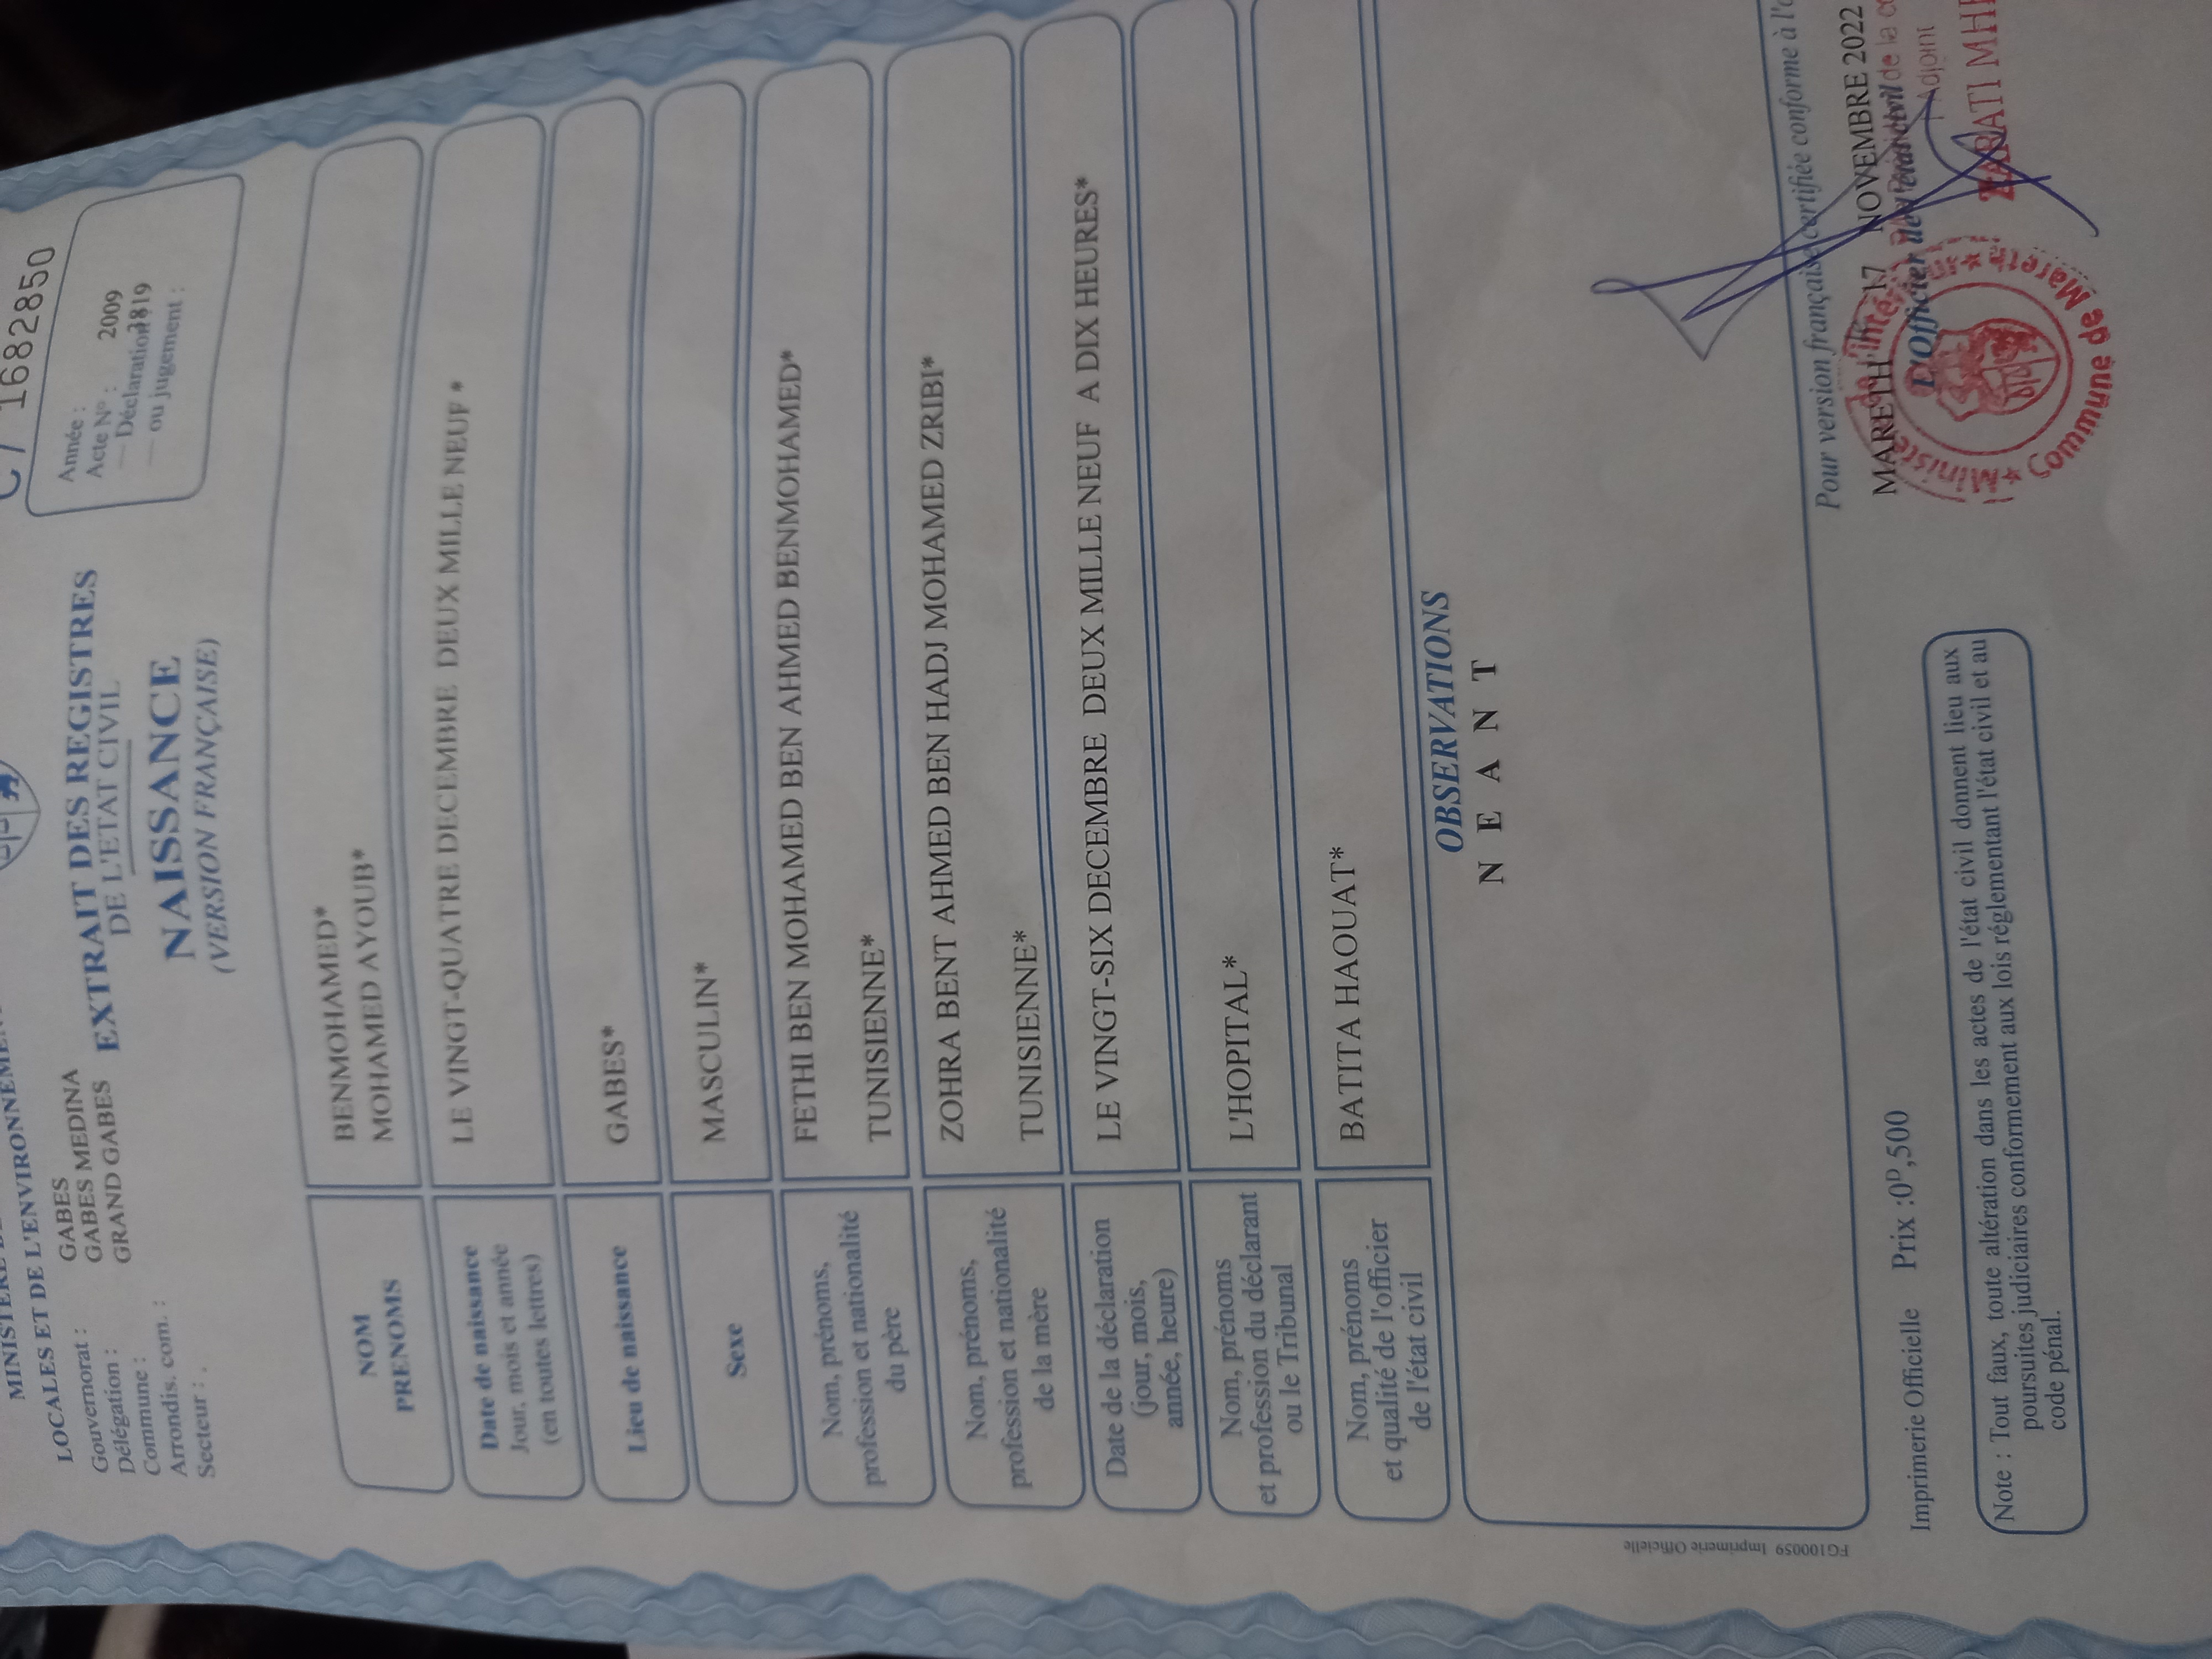 LOCALES ET DE L'ENVIRONNEMENT
Gouvernorat : GABES
Délégation : GABES MEDINA
Commune : GRAND GABES
Arrondis. com. :
Secteur :
1682850
EXTRAIT DES REGISTRES
DE L'ETAT CIVIL
NAISSANCE
(VERSION FRANÇAISE)
Année : 2009
Acte Nº :
— Déclaration
— ou jugement :
NOM
PRENOMS
BENMOHAMED*
MOHAMED AYOUB*
Date de naissance
Jour, mois et année
(en toutes lettres)
LE VINGT-QUATRE DECEMBRE DEUX MILLE NEUF *
Lieu de naissance
GABES*
Sexe
MASCULIN*
Nom, prénoms,
profession et nationalité
du père
FETHI BEN MOHAMED BEN AHMED BENMOHAMED*
TUNISIENNE*
Nom, prénoms,
profession et nationalité
de la mère
ZOHRA BENT AHMED BEN HADJ MOHAMED ZRIBI*
TUNISIENNE*
Date de la déclaration
(jour, mois,
année, heure)
LE VINGT-SIX DECEMBRE DEUX MILLE NEUF A DIX HEURES*
Nom, prénoms
et profession du déclarant
ou le Tribunal
L'HOPITAL*
Nom, prénoms
et qualité de l'officier
de l'état civil
BATITA HAOUAT*
OBSERVATIONS
N E A N T
FG100059 Imprimerie Officielle
Pour version française certifiée conforme à
MARETH le 17 NOVEMBRE 2022
L'Officier de l'état civil
Adjoint
ZARATI
Commune de Mareth
Imprimerie Officielle Prix :0ᴰ,500
Note : Tout faux, toute altération dans les actes de l'état civil donnent lieu aux
poursuites judiciaires conformement aux lois réglementant l'état civil et au
code pénal.